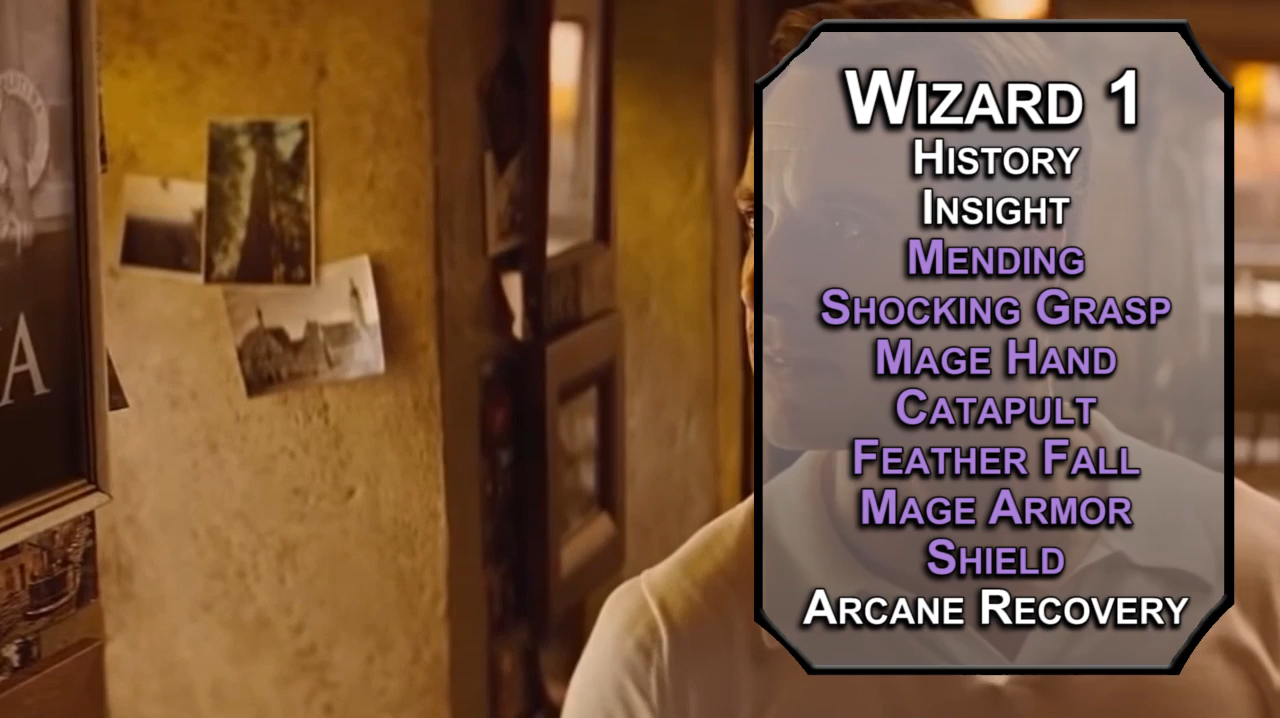 A
Wizard 1
History
Insight
Mending
Shocking Grasp
Mage Hand
Catapult
Feather Fall
Mage Armor
Shield
Arcane Recovery